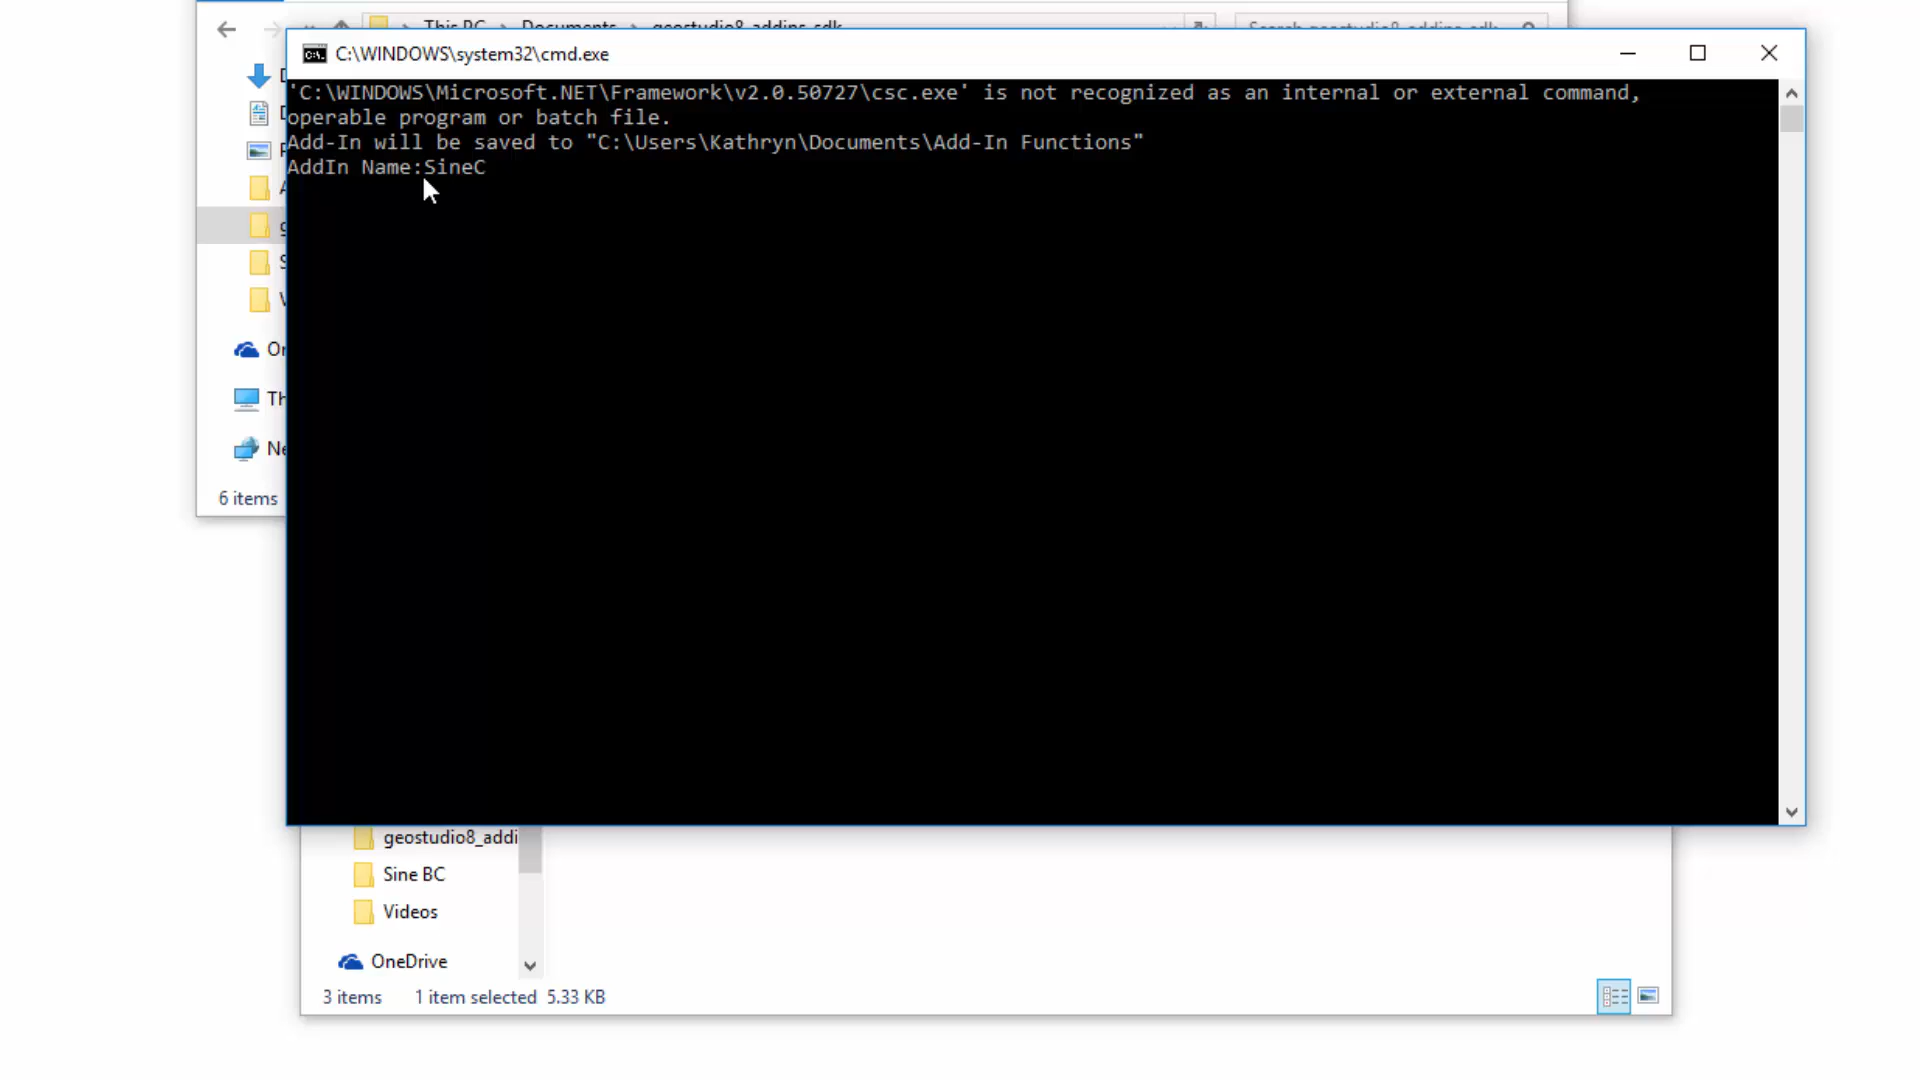 C:\WINDOWS\system32\cmd.exe
'C:\WINDOWS\Microsoft.NET\Framework\v2.0.50727\csc.exe' is not recognized as an internal or external command,
operable program or batch file.
Add-In will be saved to "C:\Users\Kathryn\Documents\Add-In Functions"
AddIn Name:SineC
This PC > Documents > geostudio8_addins_sdk
Search geostudio8_addins_sdk
6 items
geostudio8_addi
Sine BC
Videos
OneDrive
3 items 1 item selected 5.33 KB